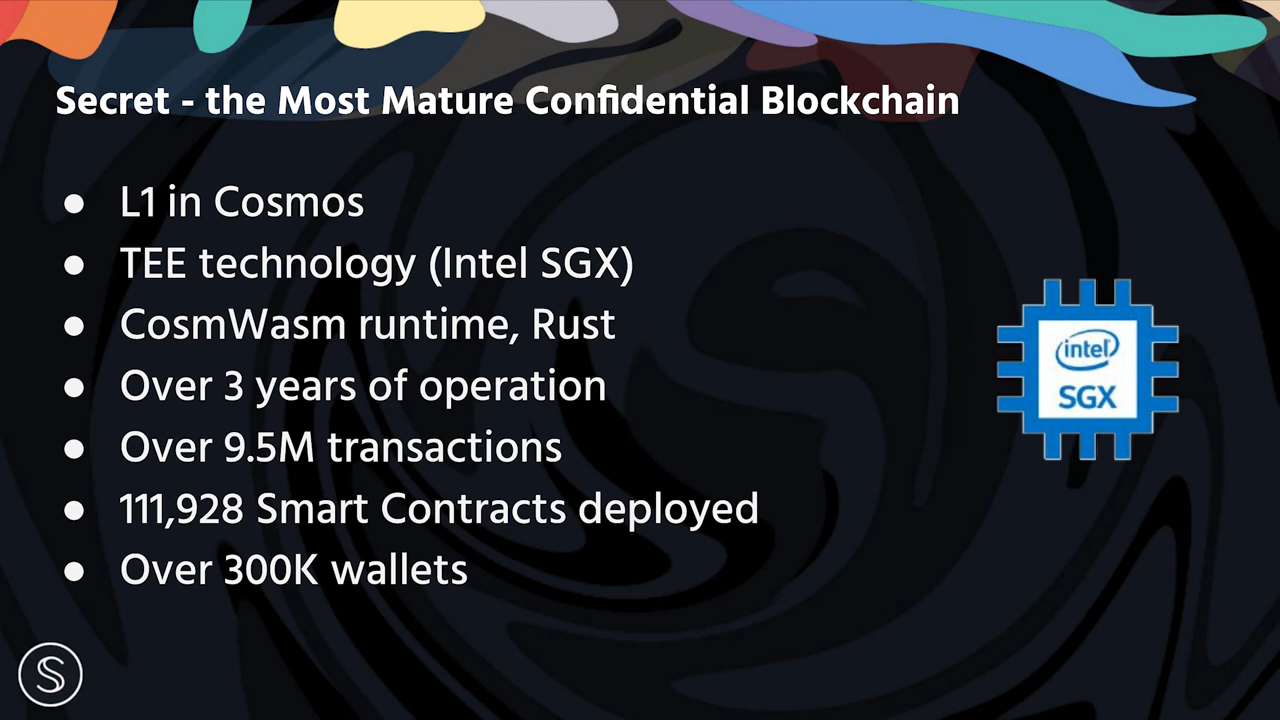 Secret - the Most Mature Confidential Blockchain
● L1 in Cosmos
● TEE technology (Intel SGX)
● CosmWasm runtime, Rust
● Over 3 years of operation
● Over 9.5M transactions
● 111,928 Smart Contracts deployed
● Over 300K wallets
intel
SGX
S